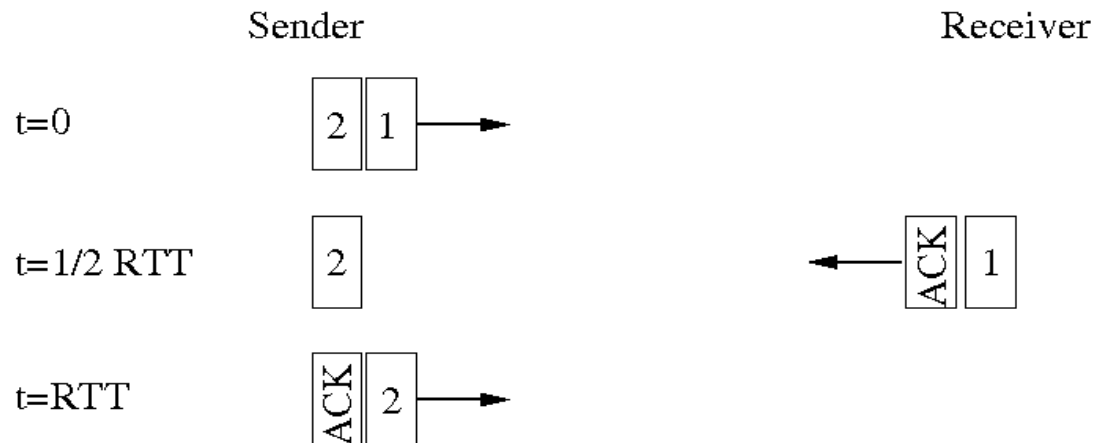 Sender Receiver
t=0 2 1
t=1/2 RTT 2 ACK 1
t=RTT ACK 2